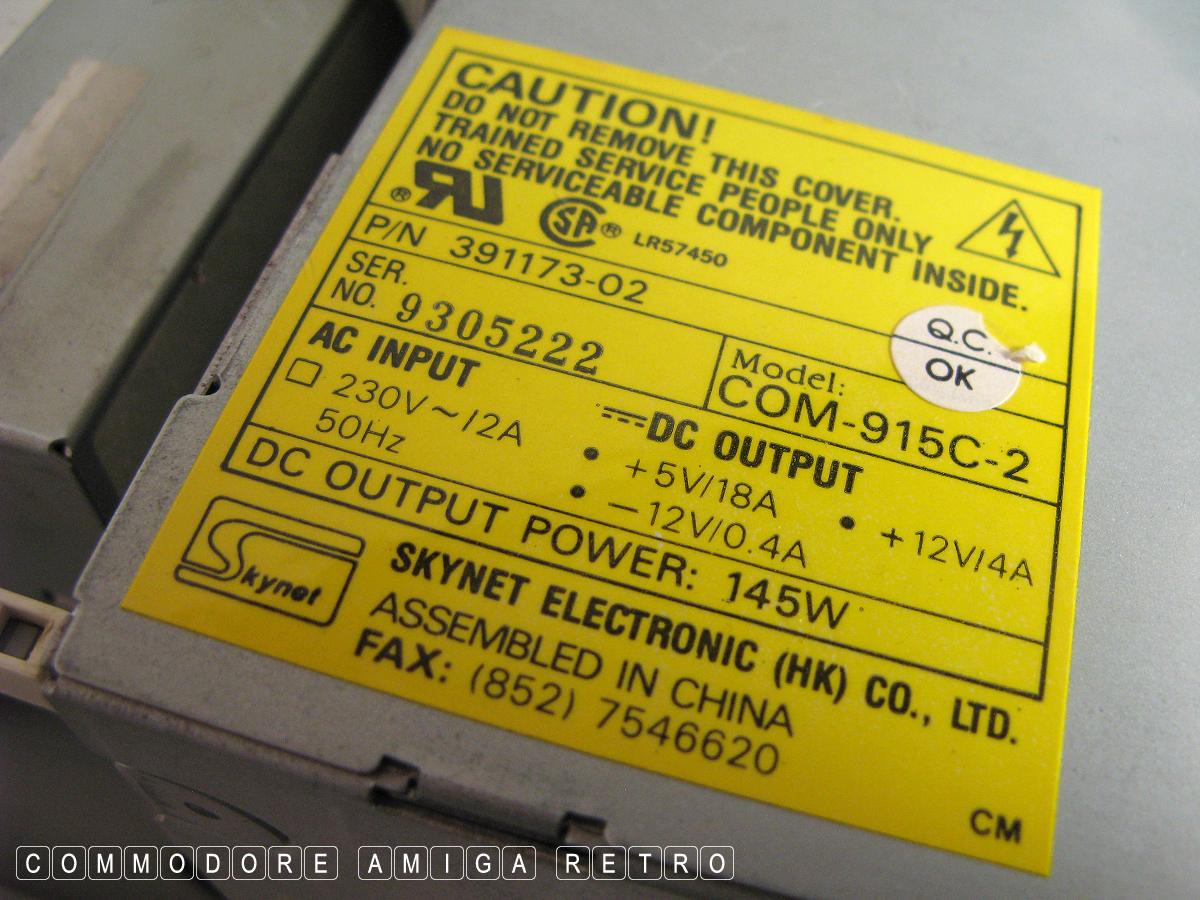 CAUTION!
DO NOT REMOVE THIS COVER.
TRAINED SERVICE PEOPLE ONLY
NO SERVICEABLE COMPONENT INSIDE.
® RU SA® LR57450
P/N 391173-02
Q.C.
OK
SER.
NO. 9305222
Model:
COM-915C-2
AC INPUT
230V~/2A
50Hz
DC OUTPUT
• +5V/18A
• -12V/0.4A
• +12V/4A
DC OUTPUT POWER: 145W
Skynet
SKYNET ELECTRONIC (HK) CO., LTD.
ASSEMBLED IN CHINA
FAX: (852) 7546620
CM
COMMODORE AMIGA RETRO